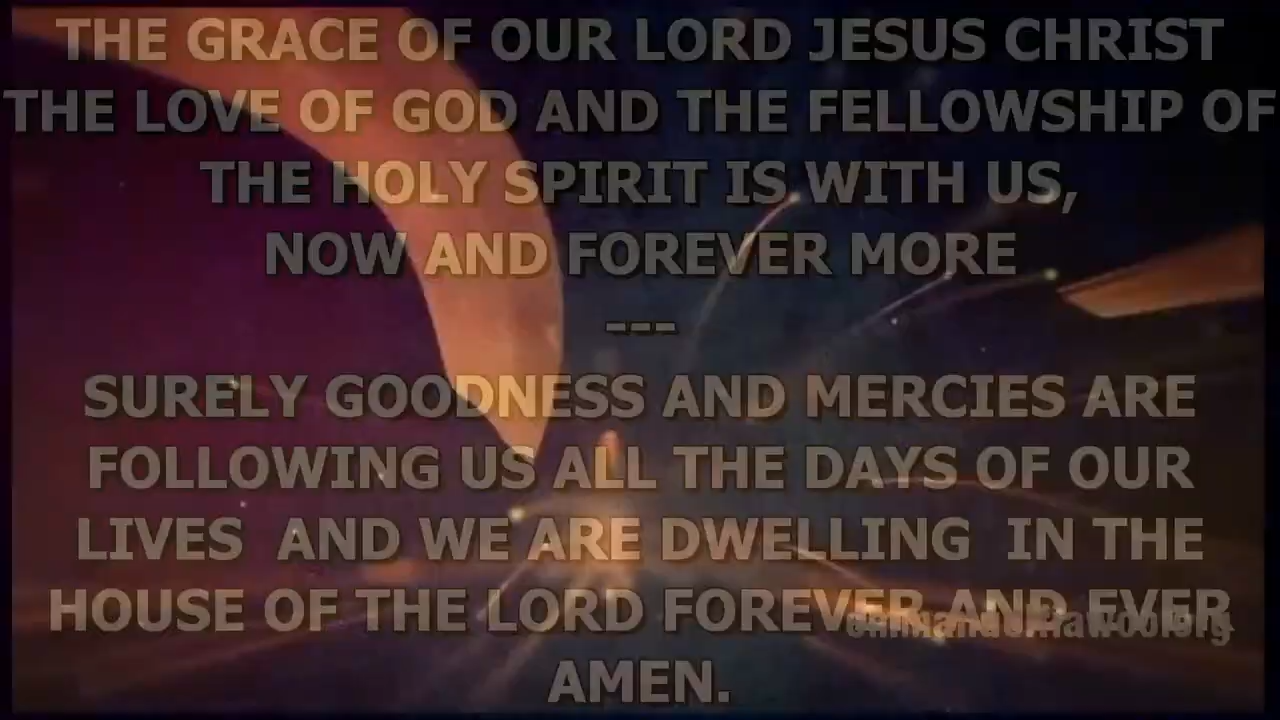 THE GRACE OF OUR LORD JESUS CHRIST
THE LOVE OF GOD AND THE FELLOWSHIP OF
THE HOLY SPIRIT IS WITH US,
NOW AND FOREVER MORE
---
SURELY GOODNESS AND MERCIES ARE
FOLLOWING US ALL THE DAYS OF OUR
LIVES  AND WE ARE DWELLING  IN THE
HOUSE OF THE LORD FOREVER AND EVER
AMEN.